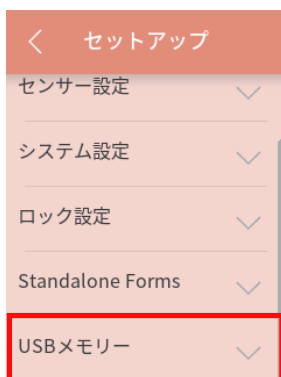 セットアップ
センサー設定
システム設定
ロック設定
Standalone Forms
USBメモリー